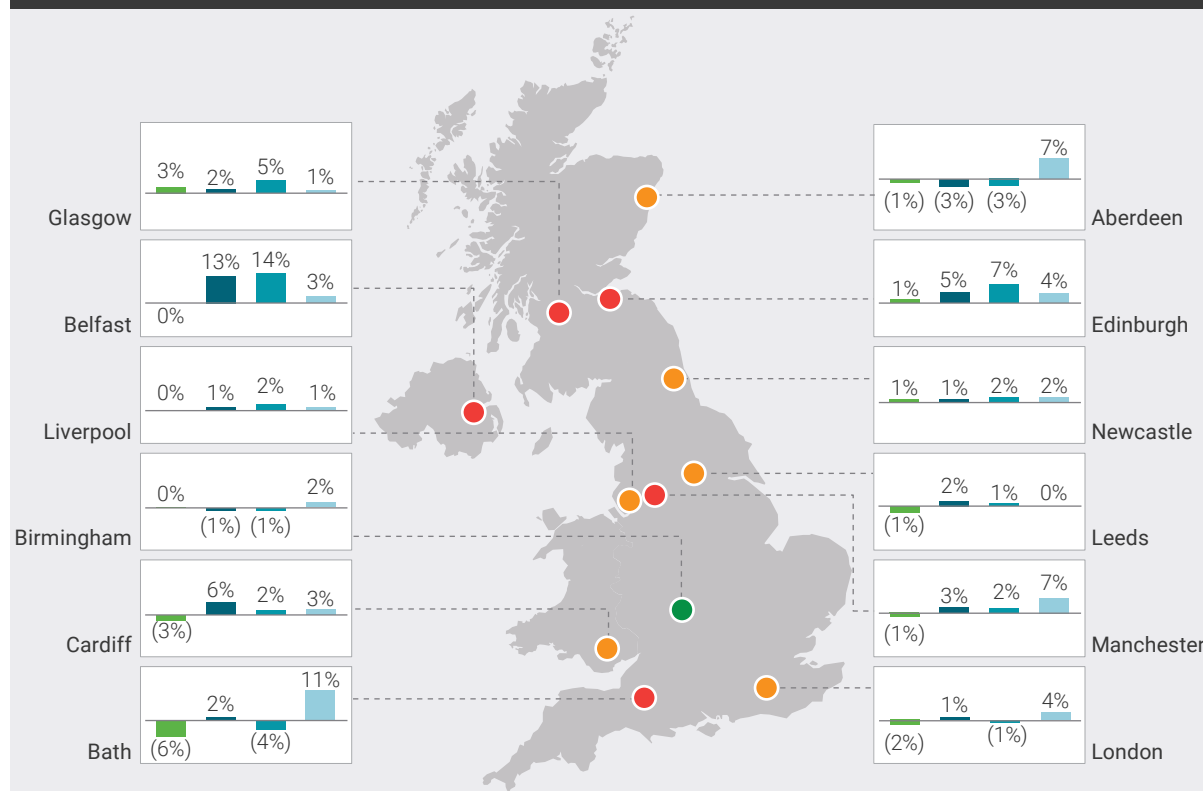 3% 2% 5% 1%
Glasgow
0% 13% 14% 3%
Belfast
0% 1% 2% 1%
Liverpool
0% (1%) (1%) 2%
Birmingham
(3%) 6% 2% 3%
Cardiff
(6%) 2% (4%) 11%
Bath
(1%) (3%) (3%) 7%
Aberdeen
1% 5% 7% 4%
Edinburgh
1% 1% 2% 2%
Newcastle
(1%) 2% 1% 0%
Leeds
(1%) 3% 2% 7%
Manchester
(2%) 1% (1%) 4%
London